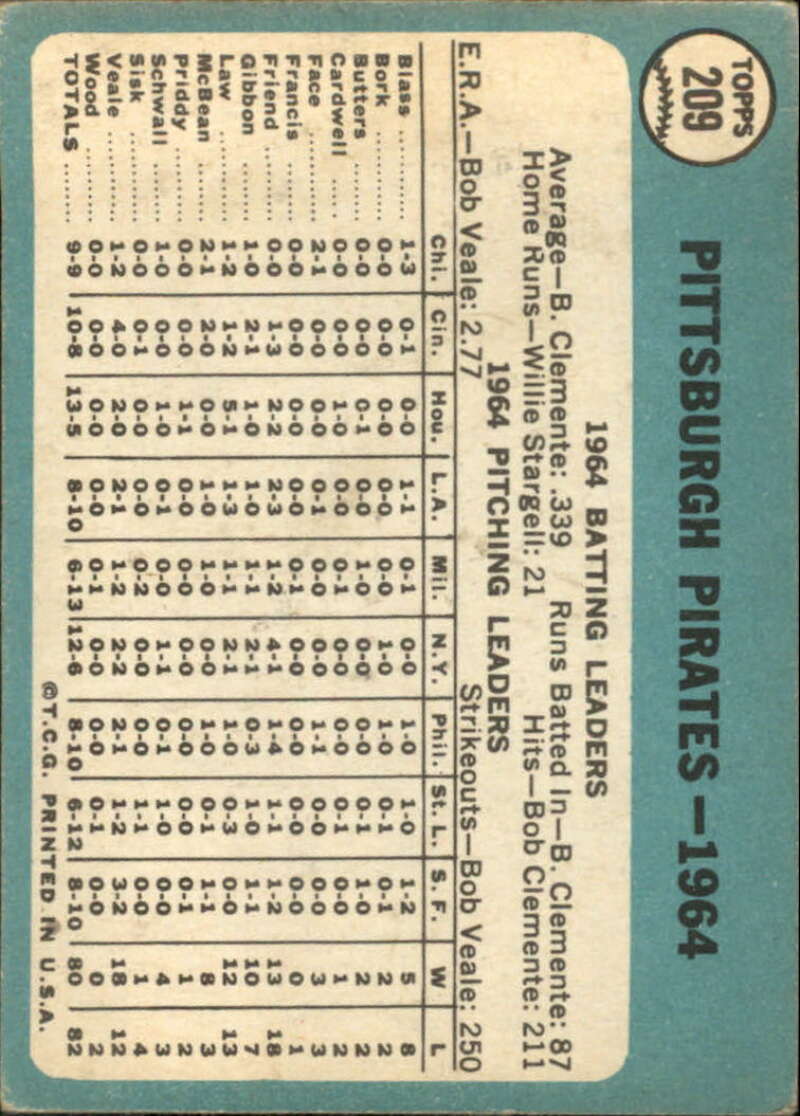 TOPPS
209
PITTSBURGH PIRATES—1964
1964 BATTING LEADERS
Average—B. Clemente: .339 Runs Batted In—B. Clemente: 87
Home Runs—Willie Stargell: 21 Hits—Bob Clemente: 211
1964 PITCHING LEADERS
E.R.A.—Bob Veale: 2.77 Strikeouts—Bob Veale: 250
Chi. Cin. Hou. L.A. Mil. N.Y. Phil. St.L. S.F. W L
Blass .......... 1-3 0-1 0-0 1-1 0-1 0-0 1-0 1-0 1-2 5 8
Bork .......... 0-0 0-0 0-0 0-0 0-0 1-0 1-0 0-1 0-1 2 2
Butters ........ 0-0 0-0 0-1 0-0 1-0 0-0 0-0 0-1 1-0 2 2
Cardwell ..... 0-0 0-0 1-0 0-0 0-1 0-0 0-0 0-1 0-0 1 2
Face .......... 2-1 0-0 0-0 0-1 0-0 0-0 1-1 0-0 0-0 3 3
Francis ....... 0-0 0-0 0-0 0-0 0-1 0-0 0-0 0-0 0-0 0 1
Friend ........ 0-0 1-3 2-2 2-3 1-2 4-1 1-4 1-1 1-2 13 18
Gibbon ....... 1-0 2-1 1-0 1-0 1-1 2-1 0-3 1-0 1-1 10 7
Law .......... 1-2 1-2 5-1 1-3 1-1 2-1 1-0 0-3 0-0 12 13
McBean ....... 2-1 2-0 0-0 1-0 1-0 0-0 1-0 0-1 1-1 8 3
Priddy ........ 0-0 0-0 1-1 0-0 0-0 0-0 0-0 0-0 0-1 1 2
Schwall ....... 1-0 0-0 1-0 0-1 0-0 1-1 0-1 1-0 0-0 4 3
Sisk .......... 0-0 0-1 0-0 0-0 0-2 0-0 0-0 1-1 0-0 1 4
Veale ......... 1-2 4-0 2-0 2-1 1-2 2-2 2-1 1-2 3-2 18 12
Wood ......... 0-0 0-0 0-0 0-0 0-1 0-0 0-0 0-1 0-0 0 2
TOTALS ...... 9-9 10-8 13-5 8-10 6-13 12-6 8-10 6-12 8-10 80 82
©T.C.G. PRINTED IN U.S.A.